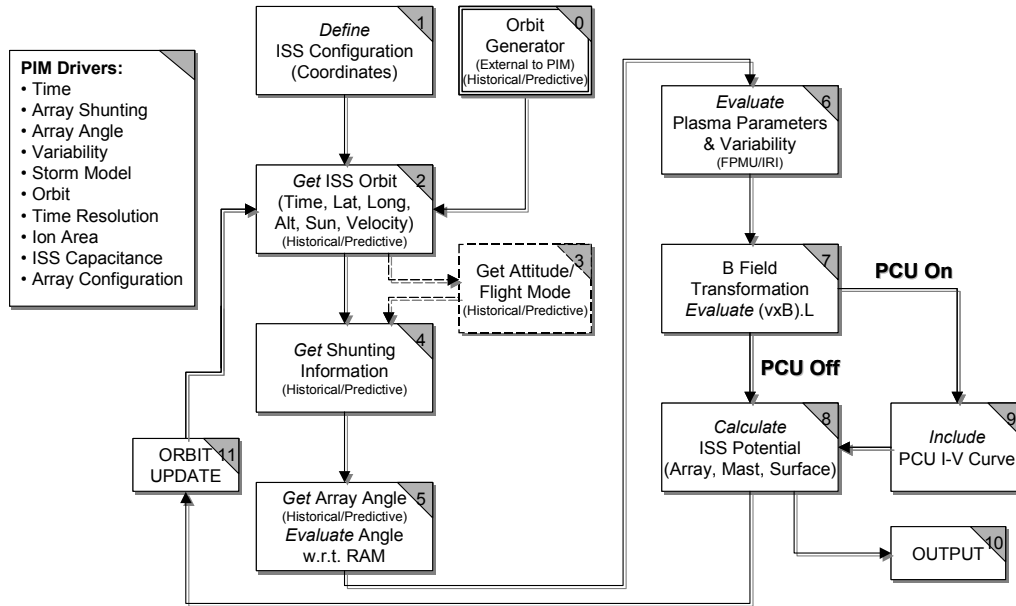 PIM Drivers:
• Time
• Array Shunting
• Array Angle
• Variability
• Storm Model
• Orbit
• Time Resolution
• Ion Area
• ISS Capacitance
• Array Configuration
1
Define
ISS Configuration
(Coordinates)
0
Orbit
Generator
(External to PIM)
(Historical/Predictive)
2
Get ISS Orbit
(Time, Lat, Long,
Alt, Sun, Velocity)
(Historical/Predictive)
3
Get Attitude/
Flight Mode
(Historical/Predictive)
4
Get Shunting
Information
(Historical/Predictive)
5
Get Array Angle
(Historical/Predictive)
Evaluate Angle
w.r.t. RAM
6
Evaluate
Plasma Parameters
& Variability
(FPMU/IRI)
7
B Field
Transformation
Evaluate (vxB).L
PCU On
PCU Off
8
Calculate
ISS Potential
(Array, Mast, Surface)
9
Include
PCU I-V Curve
OUTPUT
10
11
ORBIT
UPDATE